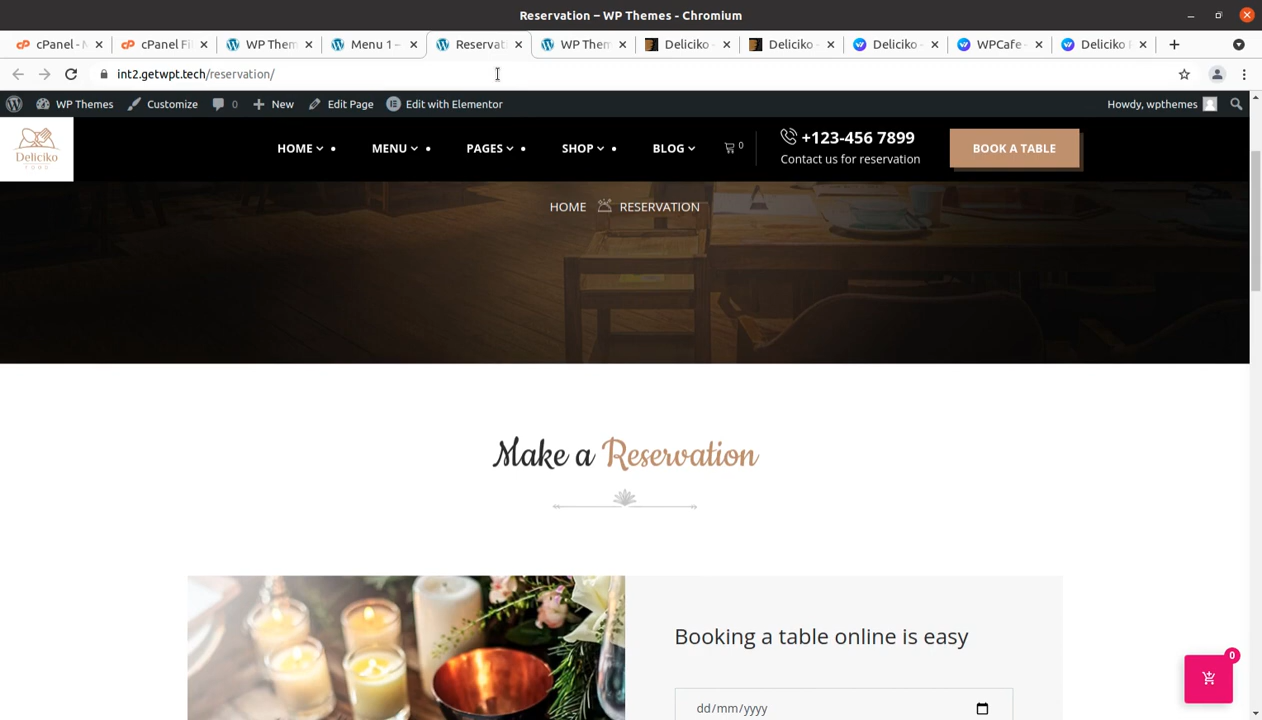 Reservation – WP Themes - Chromium
cPanel - M
cPanel Fi
WP Them
Menu 1 –
Reservat
WP Them
Deliciko -
Deliciko -
Deliciko -
WPCafe -
Deliciko
int2.getwpt.tech/reservation/
WP Themes
Customize
0
New
Edit Page
Edit with Elementor
Howdy, wpthemes
Deliciko
FOOD
HOME
MENU
PAGES
SHOP
BLOG
0
+123-456 7899
Contact us for reservation
BOOK A TABLE
HOME
RESERVATION
Make a Reservation
Booking a table online is easy
dd/mm/yyyy
0